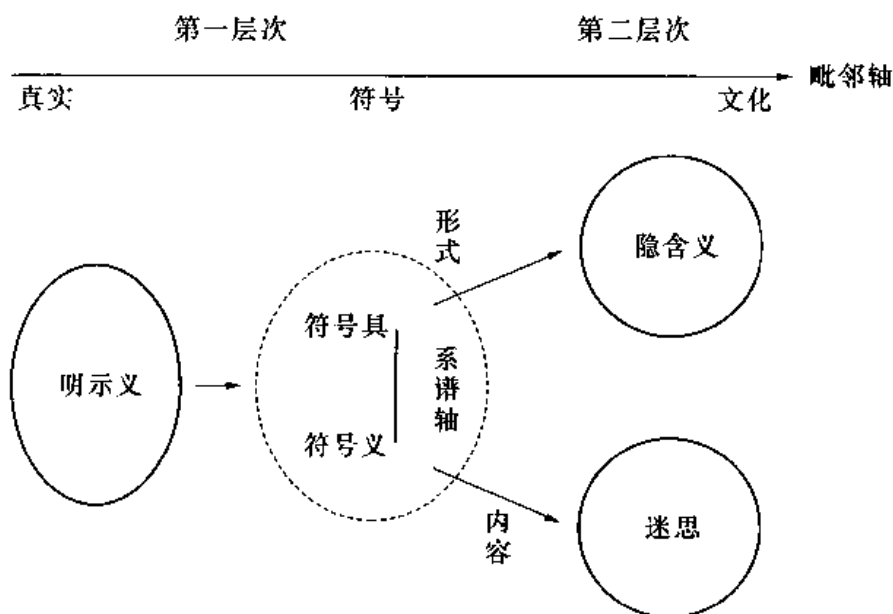 第一层次
第二层次
毗邻轴
真实
符号
文化
形式
隐含义
符号具
明示义
系谱轴
符号义
内容
迷思